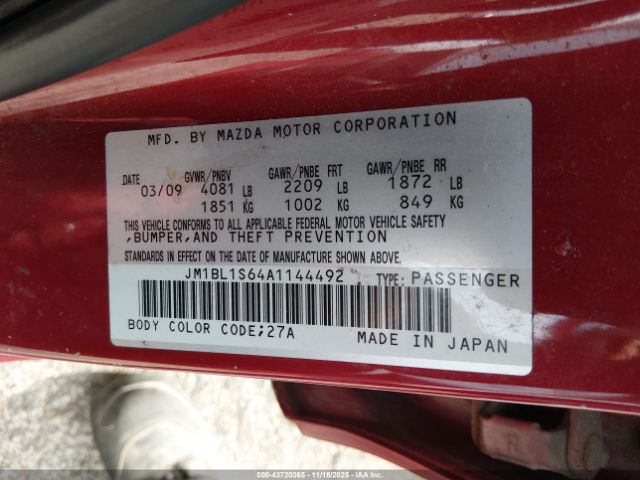 MFD. BY MAZDA MOTOR CORPORATION
DATE GVWR/PNBV GAWR/PNBE FRT GAWR/PNBE RR
03/09 4081 LB 2209 LB 1872 LB
1851 KG 1002 KG 849 KG
THIS VEHICLE CONFORMS TO ALL APPLICABLE FEDERAL MOTOR VEHICLE SAFETY
,BUMPER,AND THEFT PREVENTION
STANDARDS IN EFFECT ON THE DATE OF MANUFACTURE SHOWN ABOVE.
JM1BL1S64A1144492 TYPE: PASSENGER
BODY COLOR CODE;27A MADE IN JAPAN
R
000-43720365 - 11/18/2025 - IAAI, Inc.